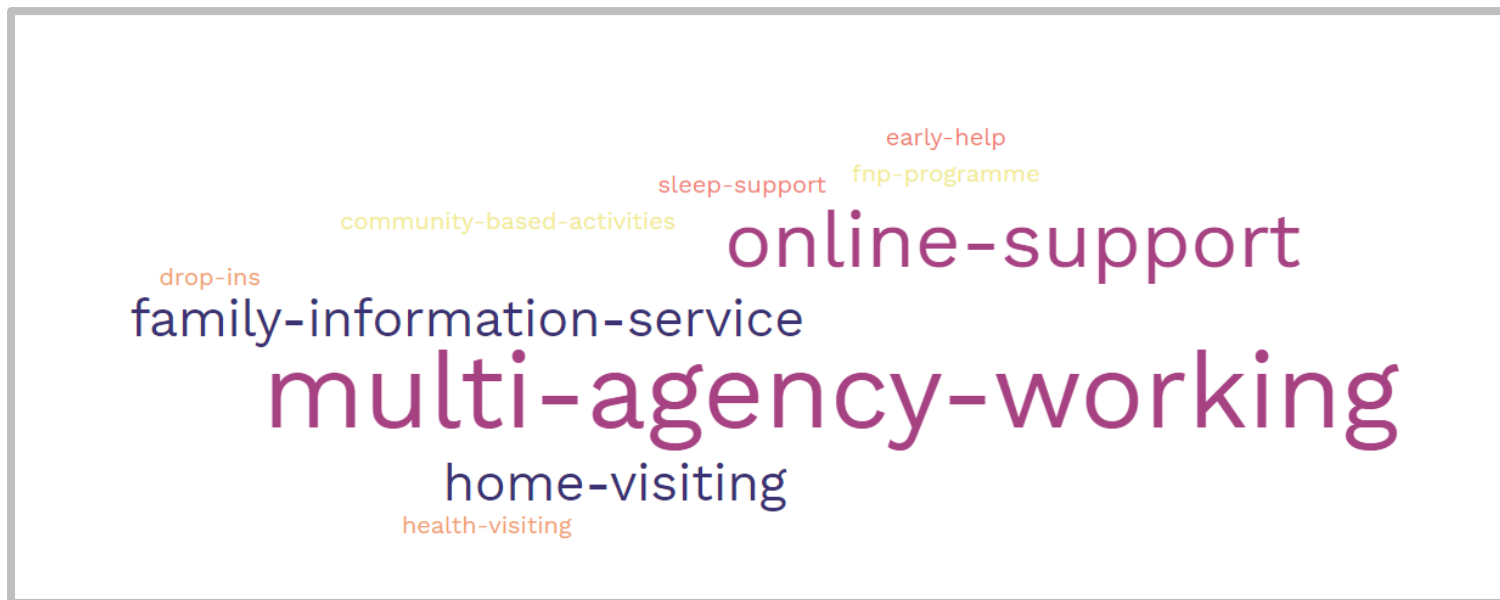 early-help
fnp-programme
sleep-support
community-based-activities
online-support
drop-ins
family-information-service
multi-agency-working
home-visiting
health-visiting